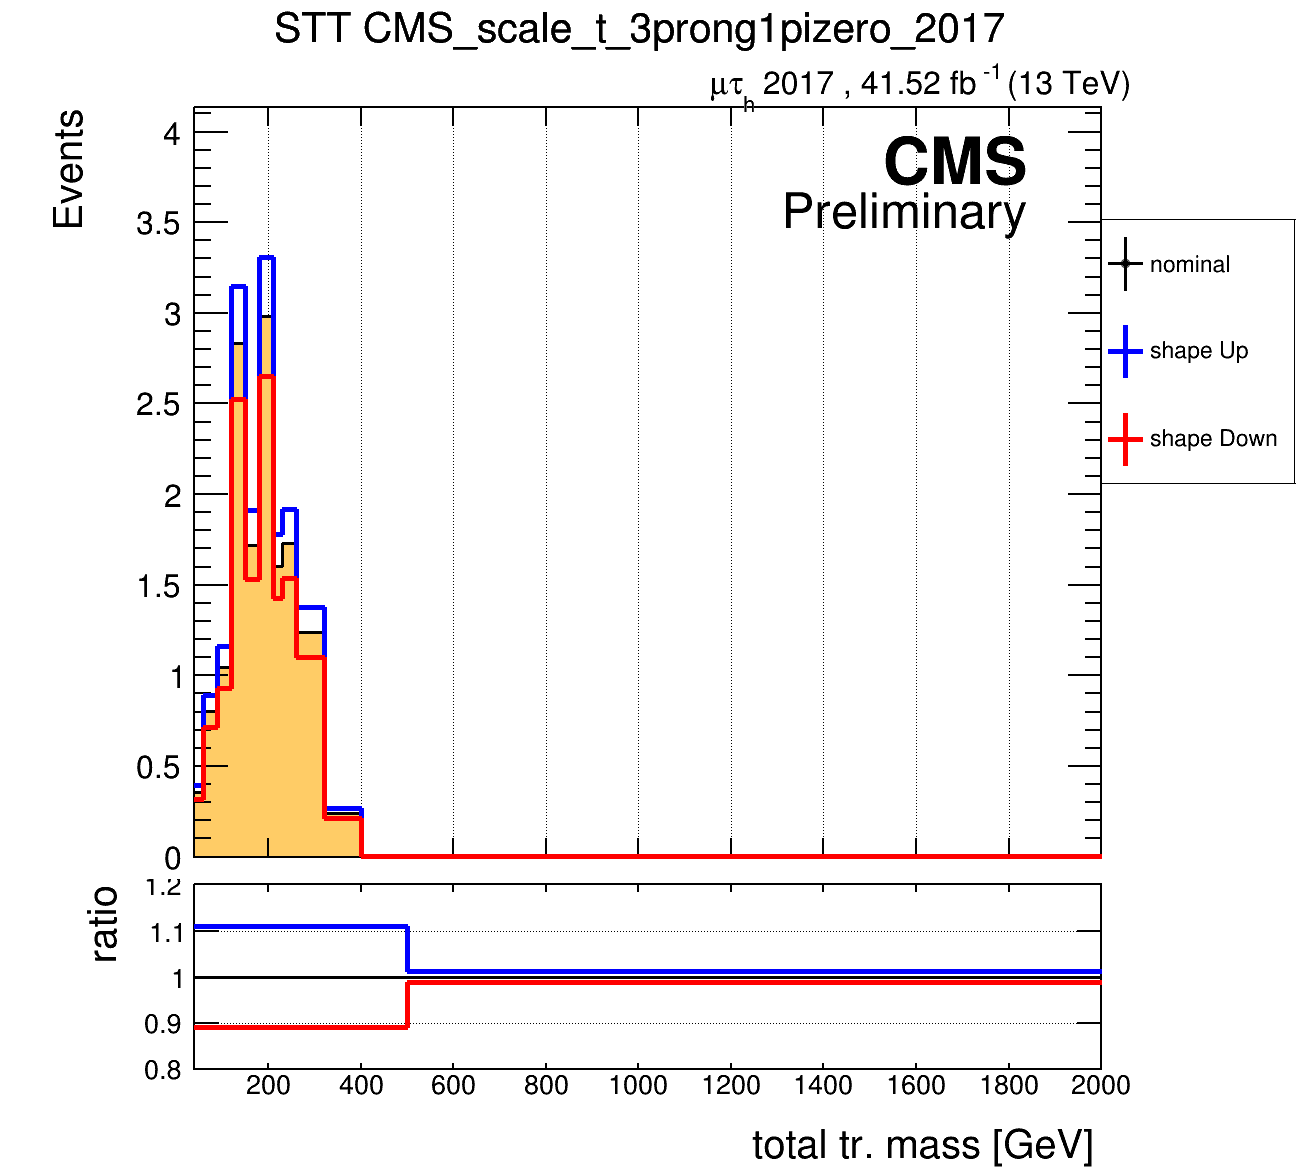 STT CMS_scale_t_3prong1pizero_2017
μτh 2017 , 41.52 fb -1 (13 TeV)
Events
CMS
Preliminary
4
3.5
3
2.5
2
1.5
1
0.5
0
nominal
shape Up
shape Down
ratio
1.2
1.1
1
0.9
0.8
200 400 600 800 1000 1200 1400 1600 1800 2000
total tr. mass [GeV]